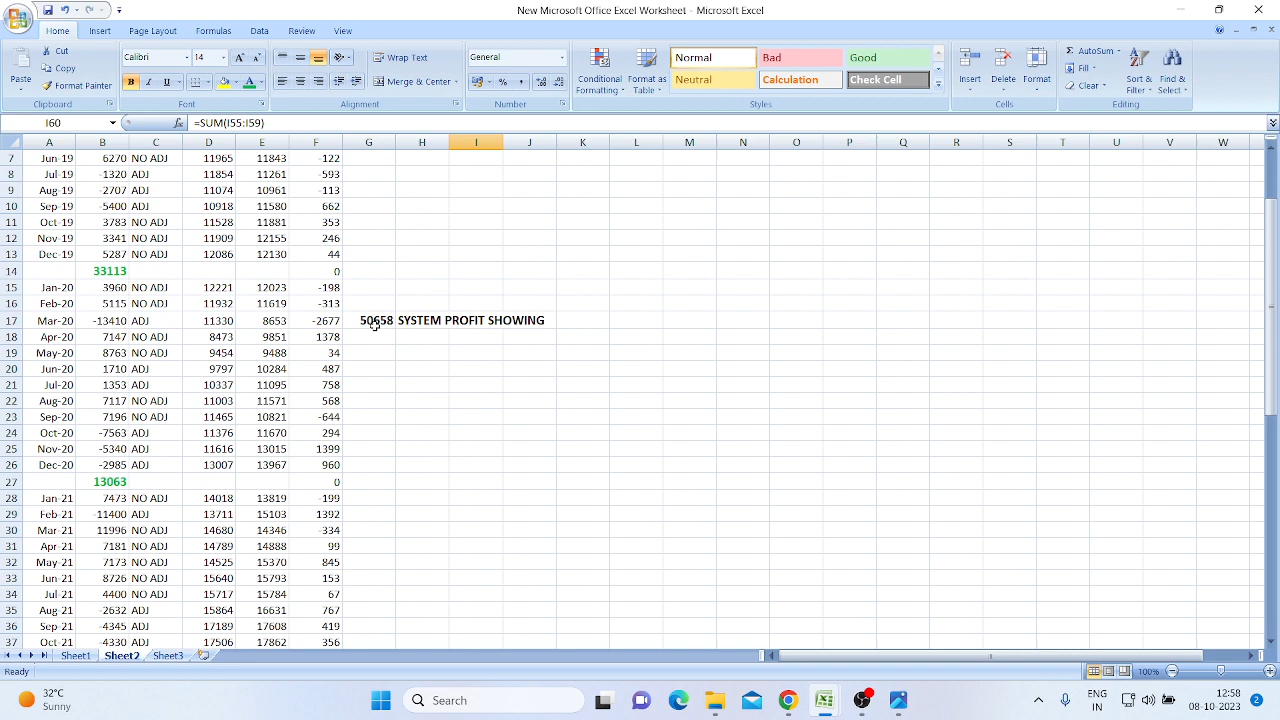 New Microsoft Office Excel Worksheet - Microsoft Excel
Home Insert Page Layout Formulas Data Review View
Paste Cut Copy Format Painter Clipboard
Calibri 14 Font
Wrap Text Merge & Center Alignment
General Number
Conditional Formatting Format as Table Normal Bad Good Neutral Calculation Check Cell Styles
Insert Delete Format Cells
AutoSum Fill Clear Sort & Filter Find & Select Editing
I60 fx =SUM(I55:I59)
A B C D E F G H I J K L M N O P Q R S T U V W
7 Jun-19 6270 NO ADJ 11965 11843 -122
8 Jul-19 -1320 ADJ 11854 11261 -593
9 Aug-19 -2707 ADJ 11074 10961 -113
10 Sep-19 -5400 ADJ 10918 11580 662
11 Oct-19 3783 NO ADJ 11528 11881 353
12 Nov-19 3341 NO ADJ 11909 12155 246
13 Dec-19 5287 NO ADJ 12086 12130 44
14 33113 0
15 Jan-20 3960 NO ADJ 12221 12023 -198
16 Feb-20 5115 NO ADJ 11932 11619 -313
17 Mar-20 -13410 ADJ 11330 8653 -2677 50658 SYSTEM PROFIT SHOWING
18 Apr-20 7147 NO ADJ 8473 9851 1378
19 May-20 8763 NO ADJ 9454 9488 34
20 Jun-20 1710 ADJ 9797 10284 487
21 Jul-20 1353 ADJ 10337 11095 758
22 Aug-20 7117 NO ADJ 11003 11571 568
23 Sep-20 7196 NO ADJ 11465 10821 -644
24 Oct-20 -7563 ADJ 11376 11670 294
25 Nov-20 -5340 ADJ 11616 13015 1399
26 Dec-20 -2985 ADJ 13007 13967 960
27 13063 0
28 Jan-21 7473 NO ADJ 14018 13819 -199
29 Feb-21 -11400 ADJ 13711 15103 1392
30 Mar-21 11996 NO ADJ 14680 14346 -334
31 Apr-21 7181 NO ADJ 14789 14888 99
32 May-21 7173 NO ADJ 14525 15370 845
33 Jun-21 8726 NO ADJ 15640 15793 153
34 Jul-21 4400 NO ADJ 15717 15784 67
35 Aug-21 -2632 ADJ 15864 16631 767
36 Sep-21 -4345 ADJ 17189 17608 419
37 Oct-21 -4330 ADJ 17506 17862 356
Sheet1 Sheet2 Sheet3
Ready 100%
32°C Sunny
Search
ENG IN
12:58 08-10-2023 2